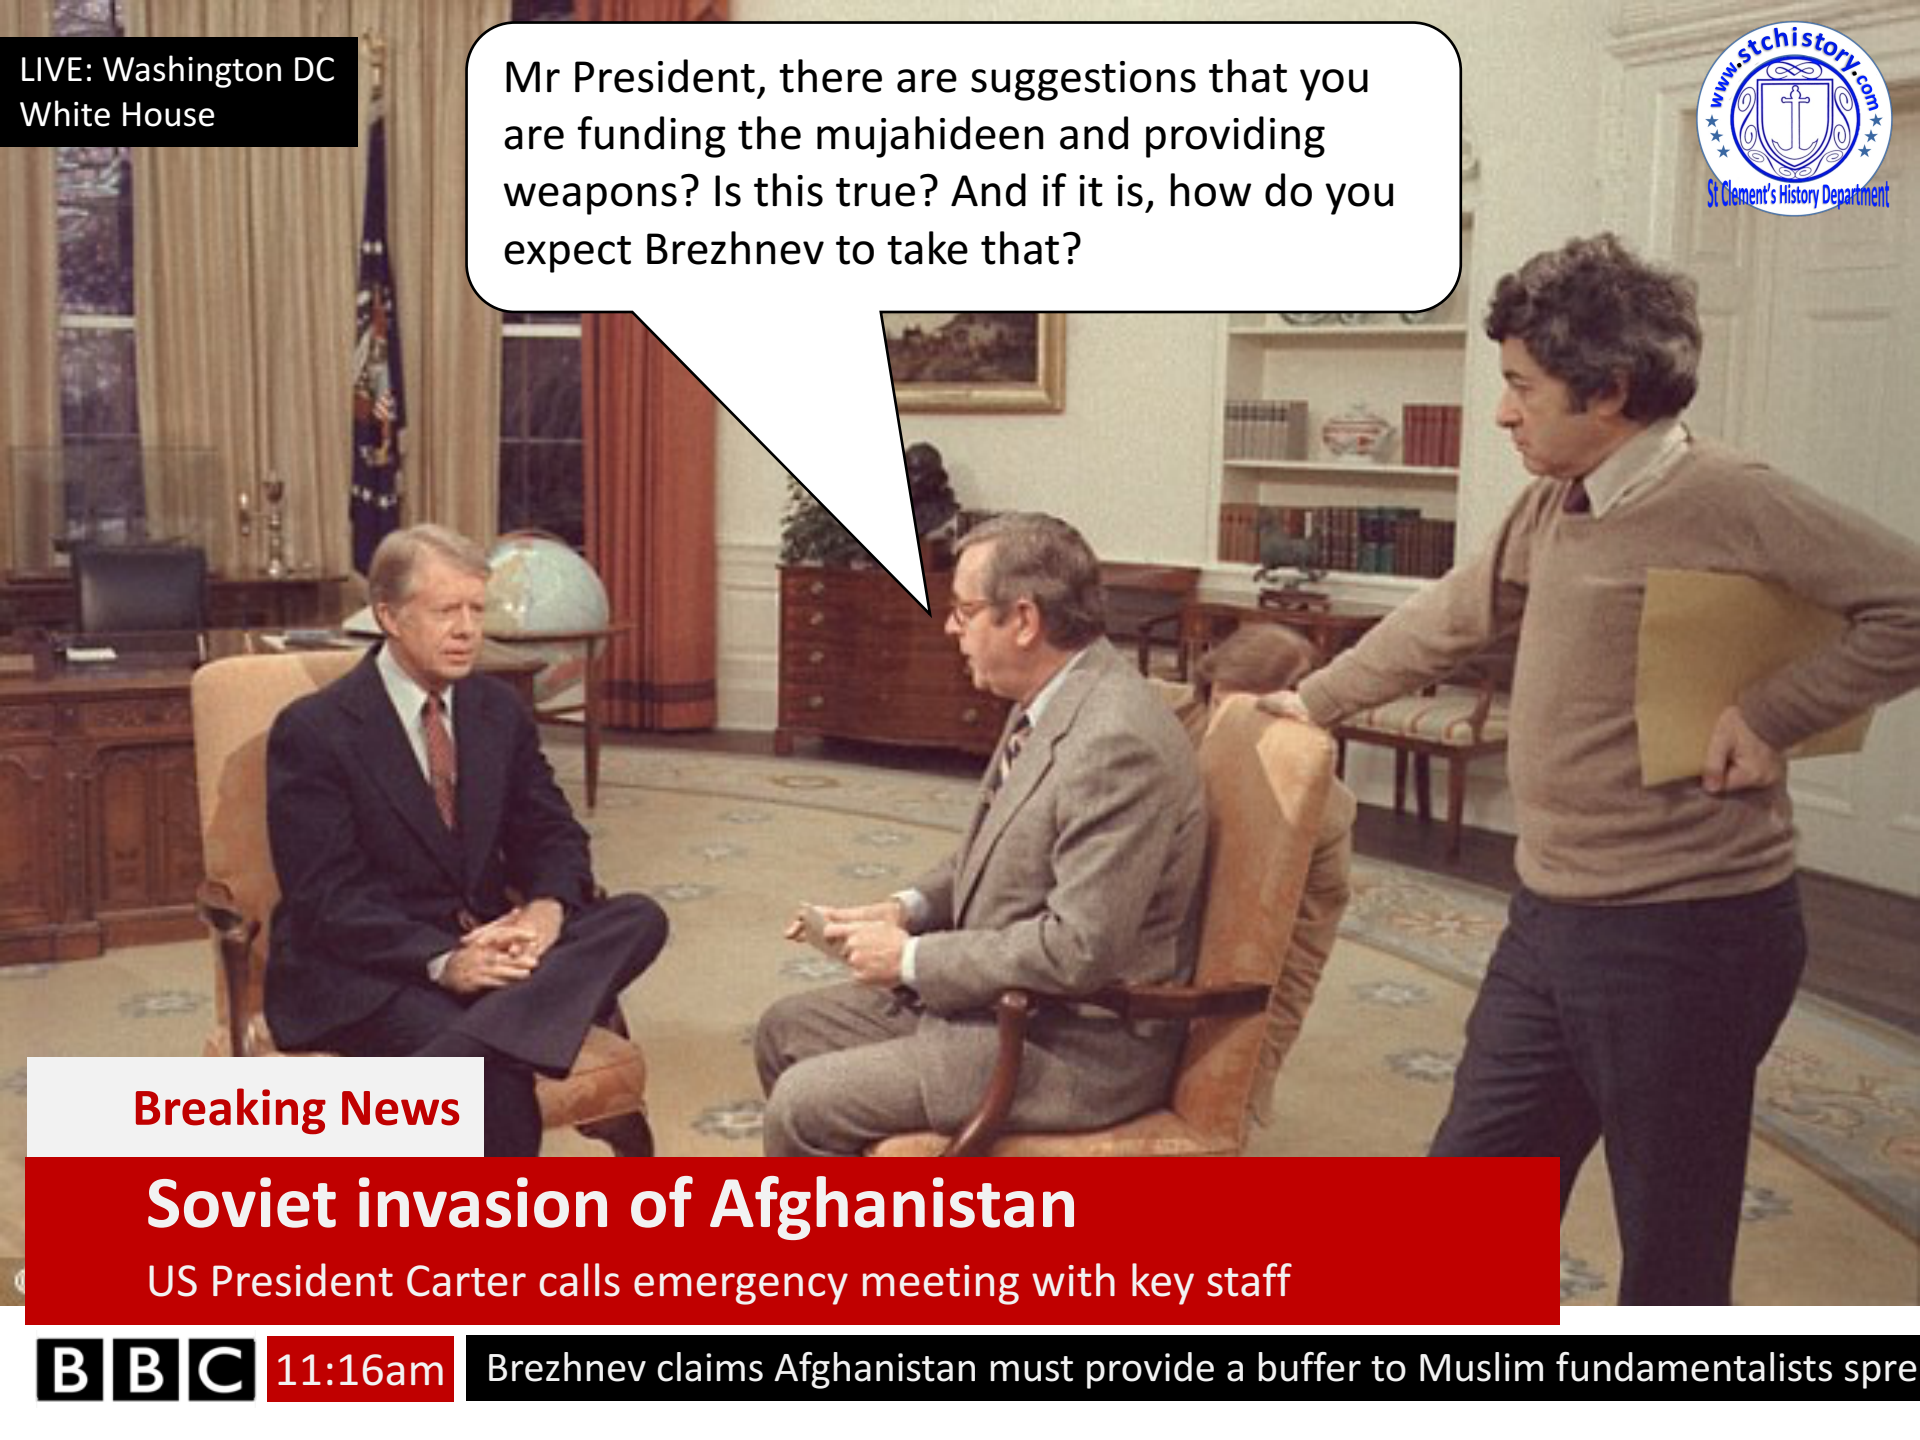 LIVE: Washington DC
White House
Mr President, there are suggestions that you
are funding the mujahideen and providing
weapons? Is this true? And if it is, how do you
expect Brezhnev to take that?
www.stchistory.com
St Clement's History Department
Breaking News
Soviet invasion of Afghanistan
US President Carter calls emergency meeting with key staff
BBC
11:16am
Brezhnev claims Afghanistan must provide a buffer to Muslim fundamentalists spre